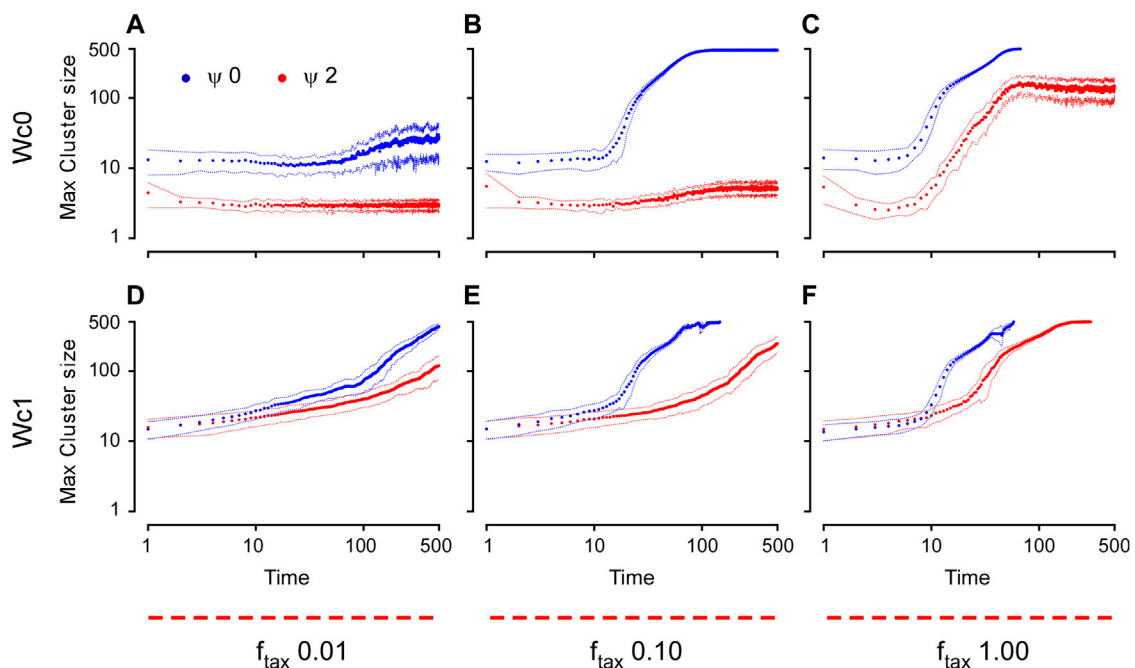 A
B
C
ψ 0
ψ 2
Wc0
Max Cluster size
500
100
10
1
D
E
F
Wc1
Max Cluster size
500
100
10
1
1 10 100 500
1 10 100 500
1 10 100 500
Time
Time
Time
f_tax 0.01
f_tax 0.10
f_tax 1.00